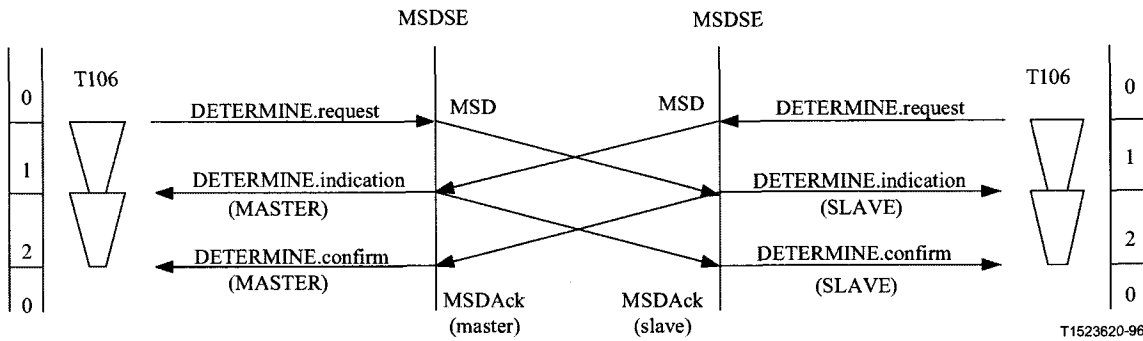 MSDSE MSDSE
T106 T106
0 0
DETERMINE.request MSD MSD DETERMINE.request
1 1
DETERMINE.indication DETERMINE.indication
(MASTER) (SLAVE)
2 2
DETERMINE.confirm DETERMINE.confirm
(MASTER) (SLAVE)
0 0
MSDAck MSDAck
(master) (slave)
T1523620-96